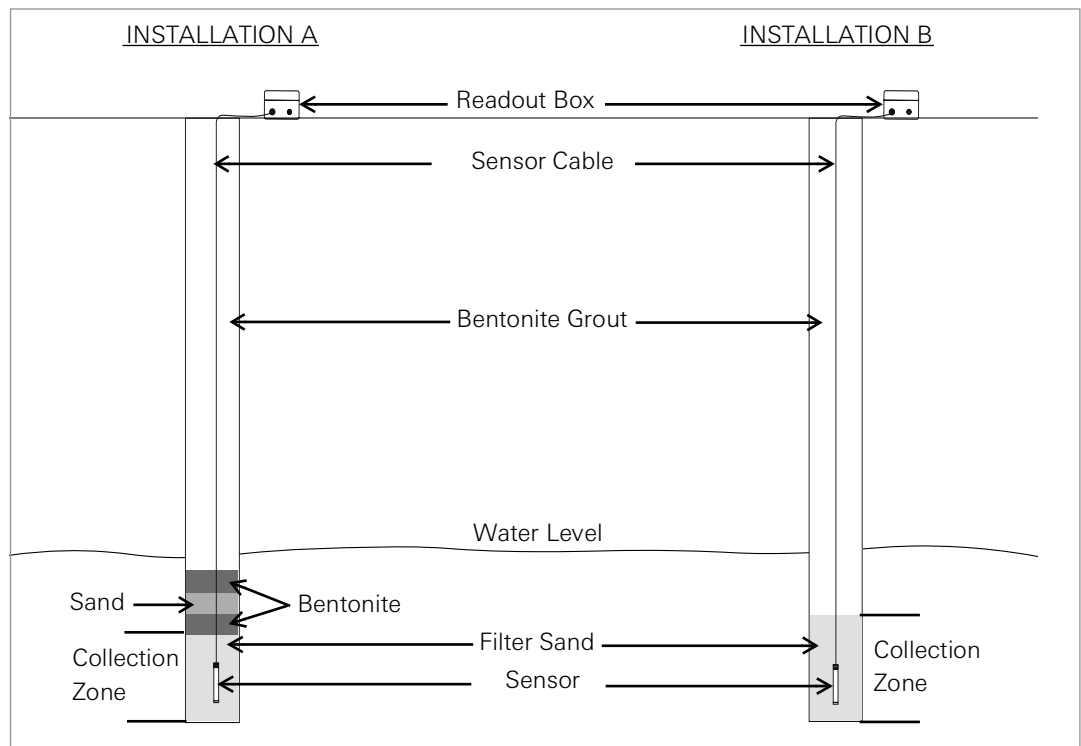 INSTALLATION A
INSTALLATION B
Readout Box
Sensor Cable
Bentonite Grout
Water Level
Sand
Bentonite
Filter Sand
Collection
Zone
Sensor
Collection
Zone